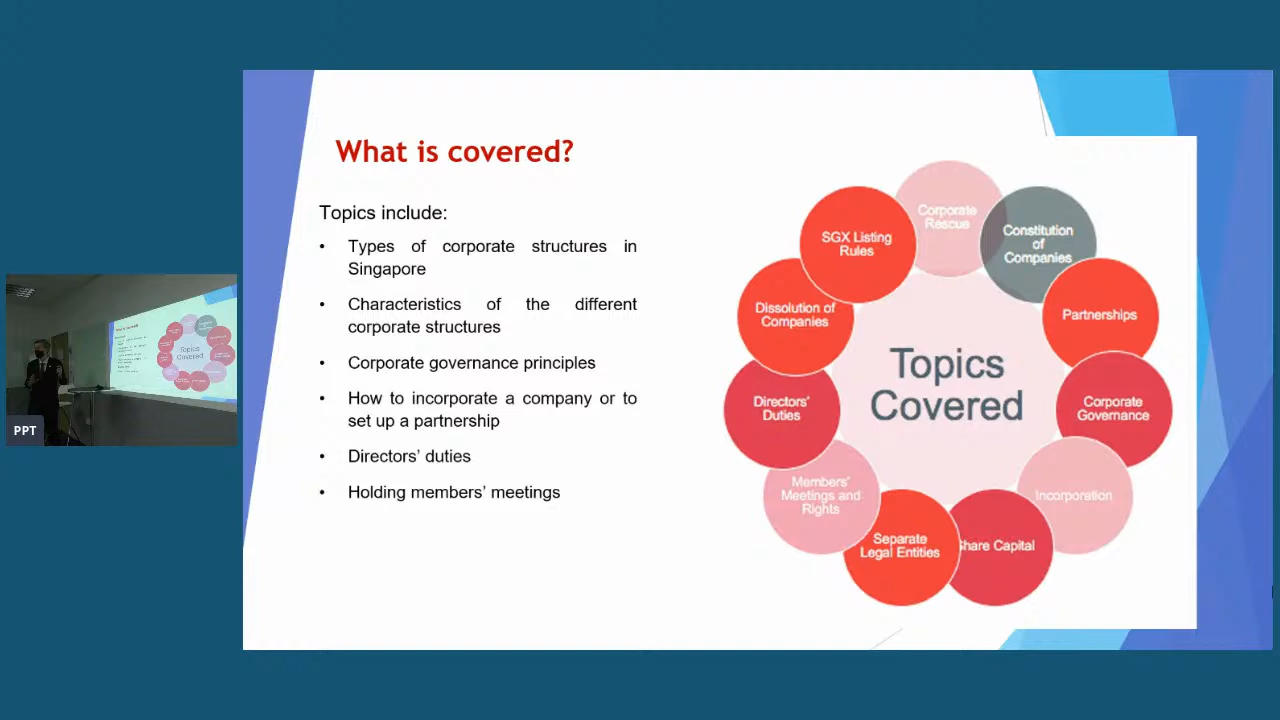 What is covered?
Topics include:
• Types of corporate structures in
Singapore
• Characteristics of the different
corporate structures
• Corporate governance principles
• How to incorporate a company or to
set up a partnership
• Directors' duties
• Holding members' meetings
Corporate
Rescue
Constitution
of
Companies
Partnerships
Corporate
Governance
Incorporation
Share Capital
Separate
Legal Entities
Members'
Meetings and
Rights
Directors'
Duties
Dissolution of
Companies
SGX Listing
Rules
Topics
Covered
PPT
Topics
Covered